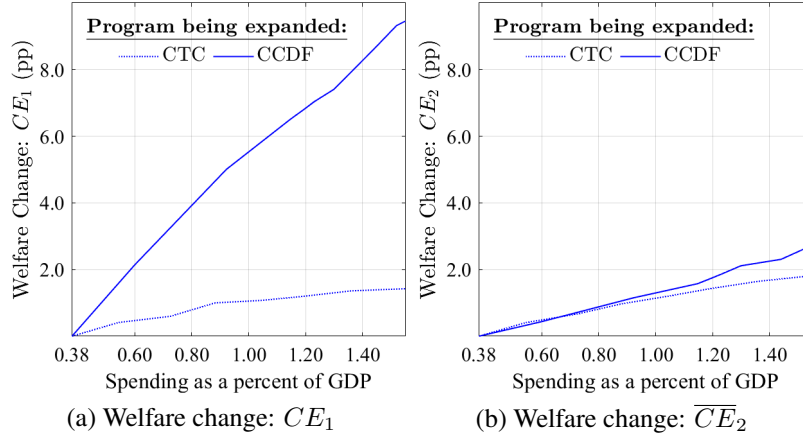 Program being expanded:
CTC CCDF
Welfare Change: CE₁ (pp)
8.0
6.0
4.0
2.0
0.38 0.60 0.80 1.00 1.20 1.40
Spending as a percent of GDP
(a) Welfare change: CE₁
Program being expanded:
CTC CCDF
Welfare Change: CE₂ (pp)
8.0
6.0
4.0
2.0
0.38 0.60 0.80 1.00 1.20 1.40
Spending as a percent of GDP
(b) Welfare change: C̅E̅₂